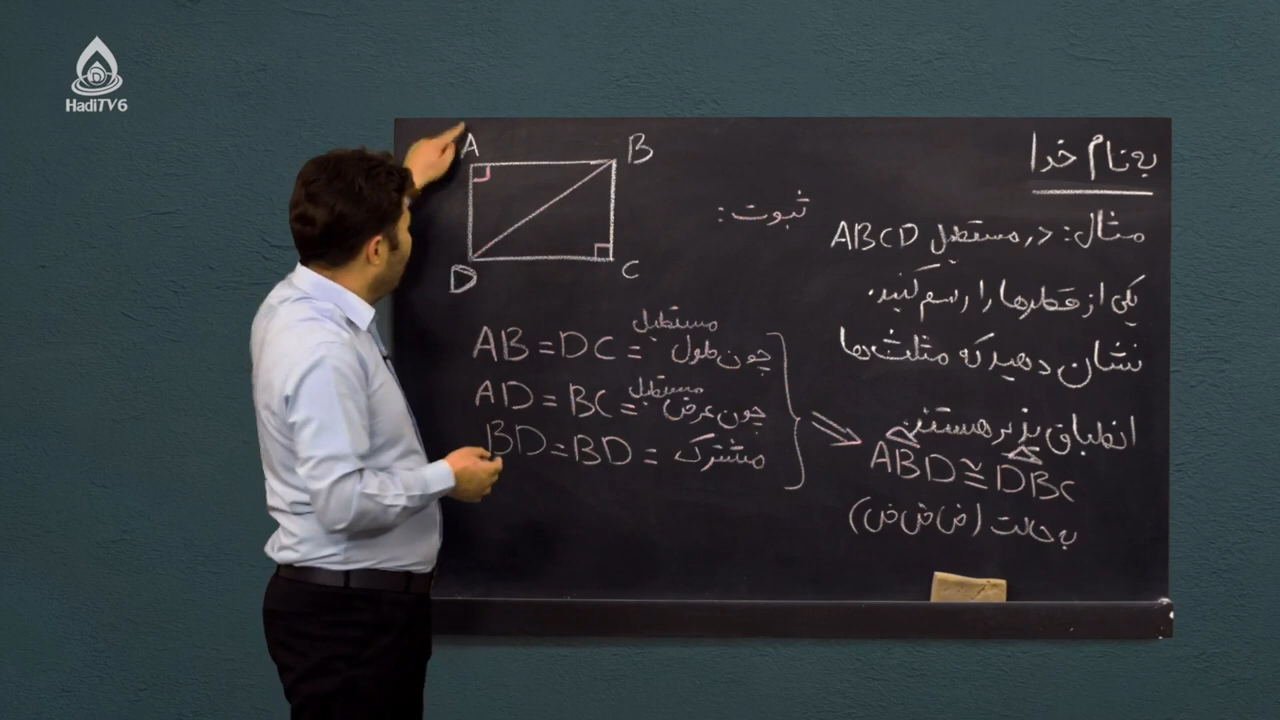 HadiTV6
به نام خدا
مثال: در مستطیل ABCD
یکی از قطرها را رسم کنید.
نشان دهید که مثلث‌ها
انطباق پذیر هستند
ABD ≅ DBC
به حالت (ض ض ض)
ثبوت:
A
B
D
C
AB = DC = چون طول مستطیل
AD = BC = چون عرض مستطیل
BD = BD = مشترک